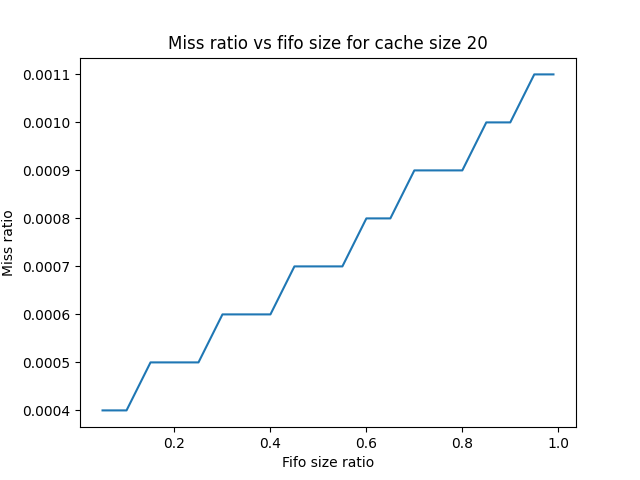 Miss ratio vs fifo size for cache size 20
0.0011
0.0010
0.0009
0.0008
0.0007
0.0006
0.0005
0.0004
Miss ratio
0.2 0.4 0.6 0.8 1.0
Fifo size ratio